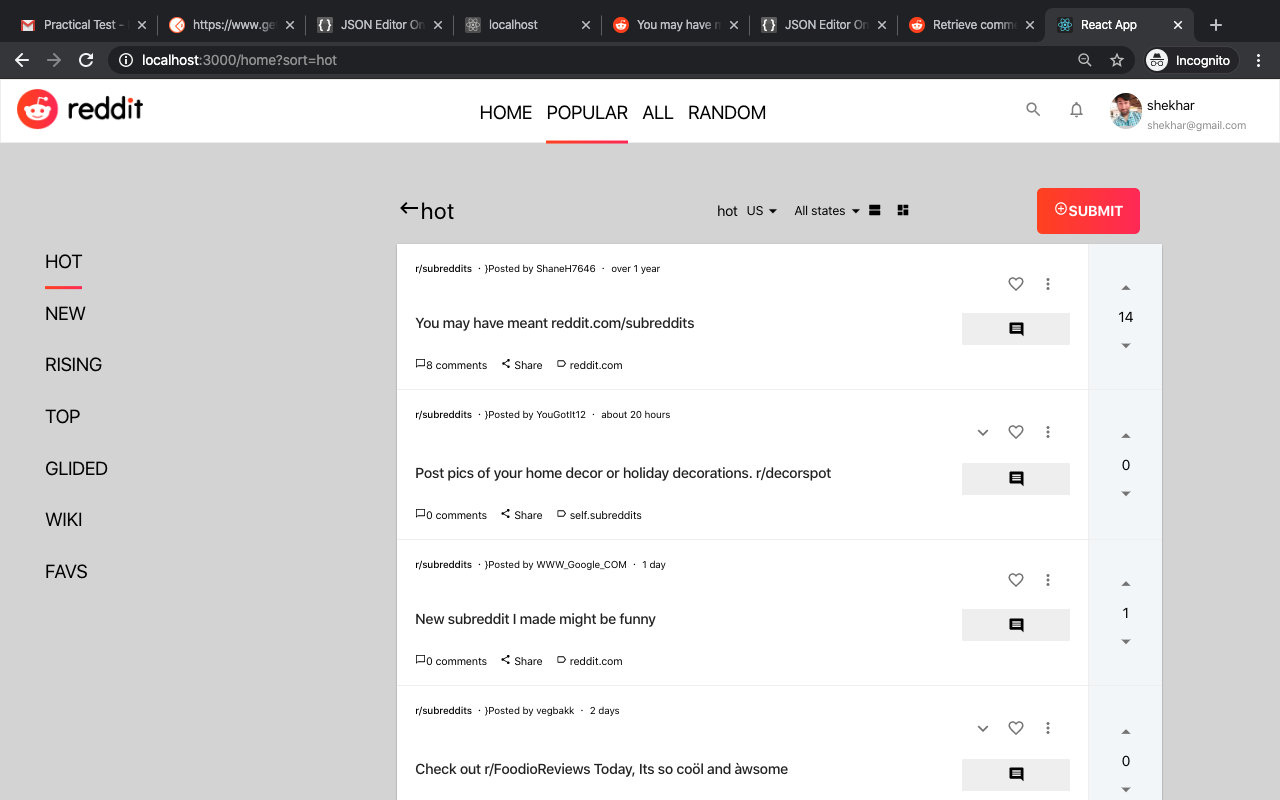 Practical Test -
https://www.ge
JSON Editor On
localhost
You may have m
JSON Editor On
Retrieve comme
React App
localhost:3000/home?sort=hot
Incognito
reddit
HOME POPULAR ALL RANDOM
shekhar
shekhar@gmail.com
hot
hot US All states
SUBMIT
HOT
NEW
RISING
TOP
GLIDED
WIKI
FAVS
r/subreddits · }Posted by ShaneH7646 · over 1 year
You may have meant reddit.com/subreddits
8 comments Share reddit.com
14
r/subreddits · }Posted by YouGotIt12 · about 20 hours
Post pics of your home decor or holiday decorations. r/decorspot
0 comments Share self.subreddits
0
r/subreddits · }Posted by WWW_Google_COM · 1 day
New subreddit I made might be funny
0 comments Share reddit.com
1
r/subreddits · }Posted by vegbakk · 2 days
Check out r/FoodioReviews Today, Its so coöl and àwsome
0